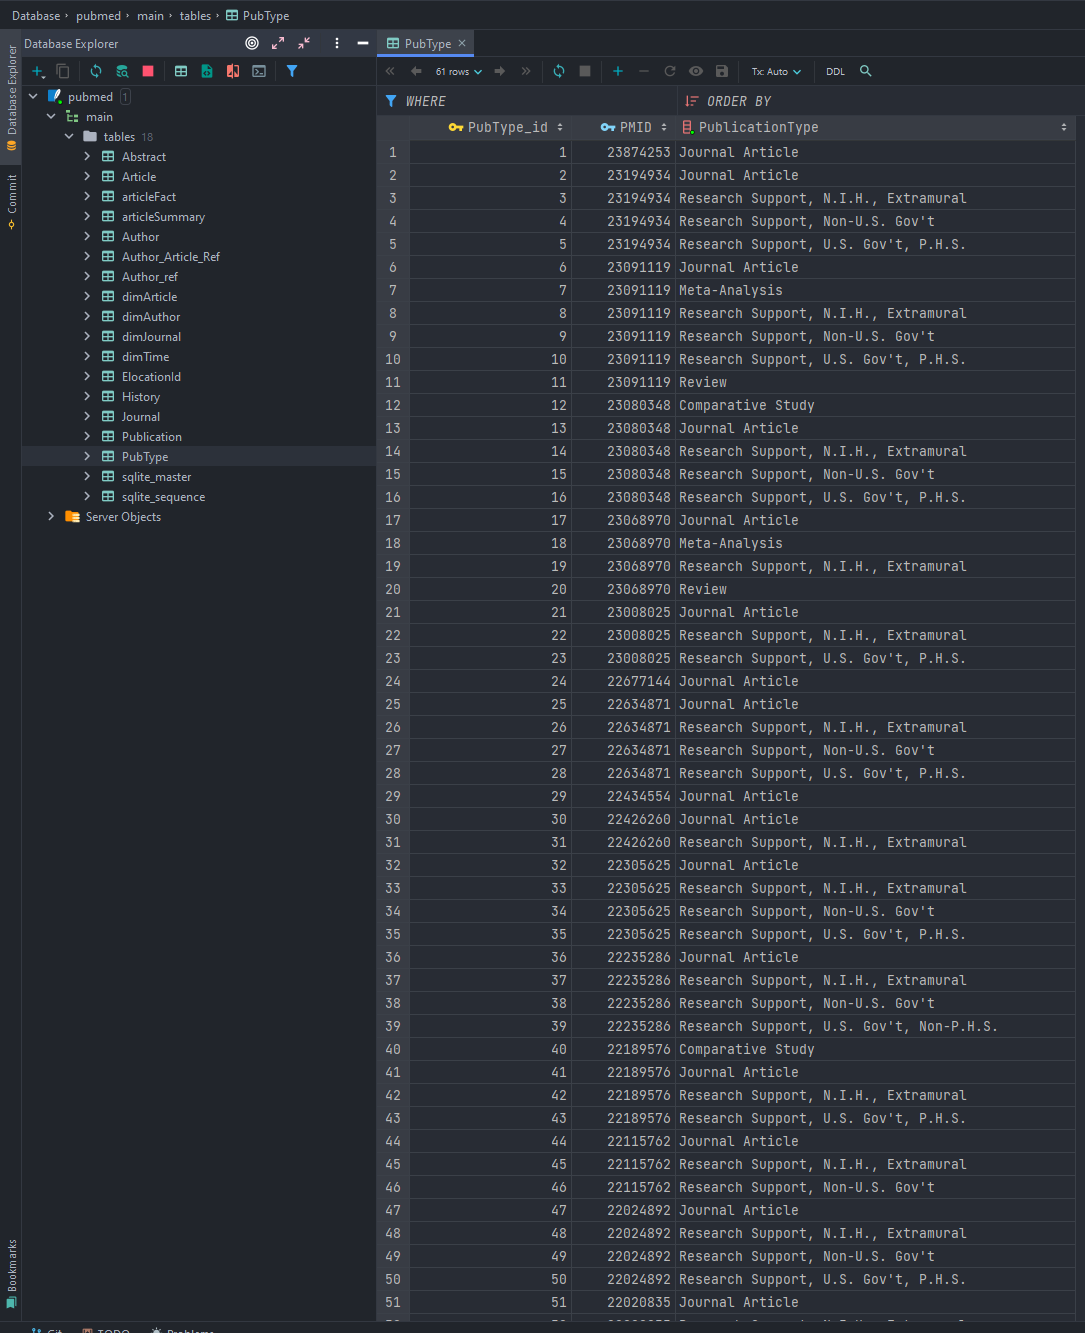 Database › pubmed › main › tables › PubType
Database Explorer
PubType ×
61 rows
Tx: Auto
DDL
WHERE
ORDER BY
Database Explorer
Commit
Bookmarks
pubmed 1
main
tables 18
Abstract
Article
articleFact
articleSummary
Author
Author_Article_Ref
Author_ref
dimArticle
dimAuthor
dimJournal
dimTime
ElocationId
History
Journal
Publication
PubType
sqlite_master
sqlite_sequence
Server Objects
PubType_id PMID PublicationType
1 1 23874253 Journal Article
2 2 23194934 Journal Article
3 3 23194934 Research Support, N.I.H., Extramural
4 4 23194934 Research Support, Non-U.S. Gov't
5 5 23194934 Research Support, U.S. Gov't, P.H.S.
6 6 23091119 Journal Article
7 7 23091119 Meta-Analysis
8 8 23091119 Research Support, N.I.H., Extramural
9 9 23091119 Research Support, Non-U.S. Gov't
10 10 23091119 Research Support, U.S. Gov't, P.H.S.
11 11 23091119 Review
12 12 23080348 Comparative Study
13 13 23080348 Journal Article
14 14 23080348 Research Support, N.I.H., Extramural
15 15 23080348 Research Support, Non-U.S. Gov't
16 16 23080348 Research Support, U.S. Gov't, P.H.S.
17 17 23068970 Journal Article
18 18 23068970 Meta-Analysis
19 19 23068970 Research Support, N.I.H., Extramural
20 20 23068970 Review
21 21 23008025 Journal Article
22 22 23008025 Research Support, N.I.H., Extramural
23 23 23008025 Research Support, U.S. Gov't, P.H.S.
24 24 22677144 Journal Article
25 25 22634871 Journal Article
26 26 22634871 Research Support, N.I.H., Extramural
27 27 22634871 Research Support, Non-U.S. Gov't
28 28 22634871 Research Support, U.S. Gov't, P.H.S.
29 29 22434554 Journal Article
30 30 22426260 Journal Article
31 31 22426260 Research Support, N.I.H., Extramural
32 32 22305625 Journal Article
33 33 22305625 Research Support, N.I.H., Extramural
34 34 22305625 Research Support, Non-U.S. Gov't
35 35 22305625 Research Support, U.S. Gov't, P.H.S.
36 36 22235286 Journal Article
37 37 22235286 Research Support, N.I.H., Extramural
38 38 22235286 Research Support, Non-U.S. Gov't
39 39 22235286 Research Support, U.S. Gov't, Non-P.H.S.
40 40 22189576 Comparative Study
41 41 22189576 Journal Article
42 42 22189576 Research Support, N.I.H., Extramural
43 43 22189576 Research Support, U.S. Gov't, P.H.S.
44 44 22115762 Journal Article
45 45 22115762 Research Support, N.I.H., Extramural
46 46 22115762 Research Support, Non-U.S. Gov't
47 47 22024892 Journal Article
48 48 22024892 Research Support, N.I.H., Extramural
49 49 22024892 Research Support, Non-U.S. Gov't
50 50 22024892 Research Support, U.S. Gov't, P.H.S.
51 51 22020835 Journal Article
Git TODO Problems